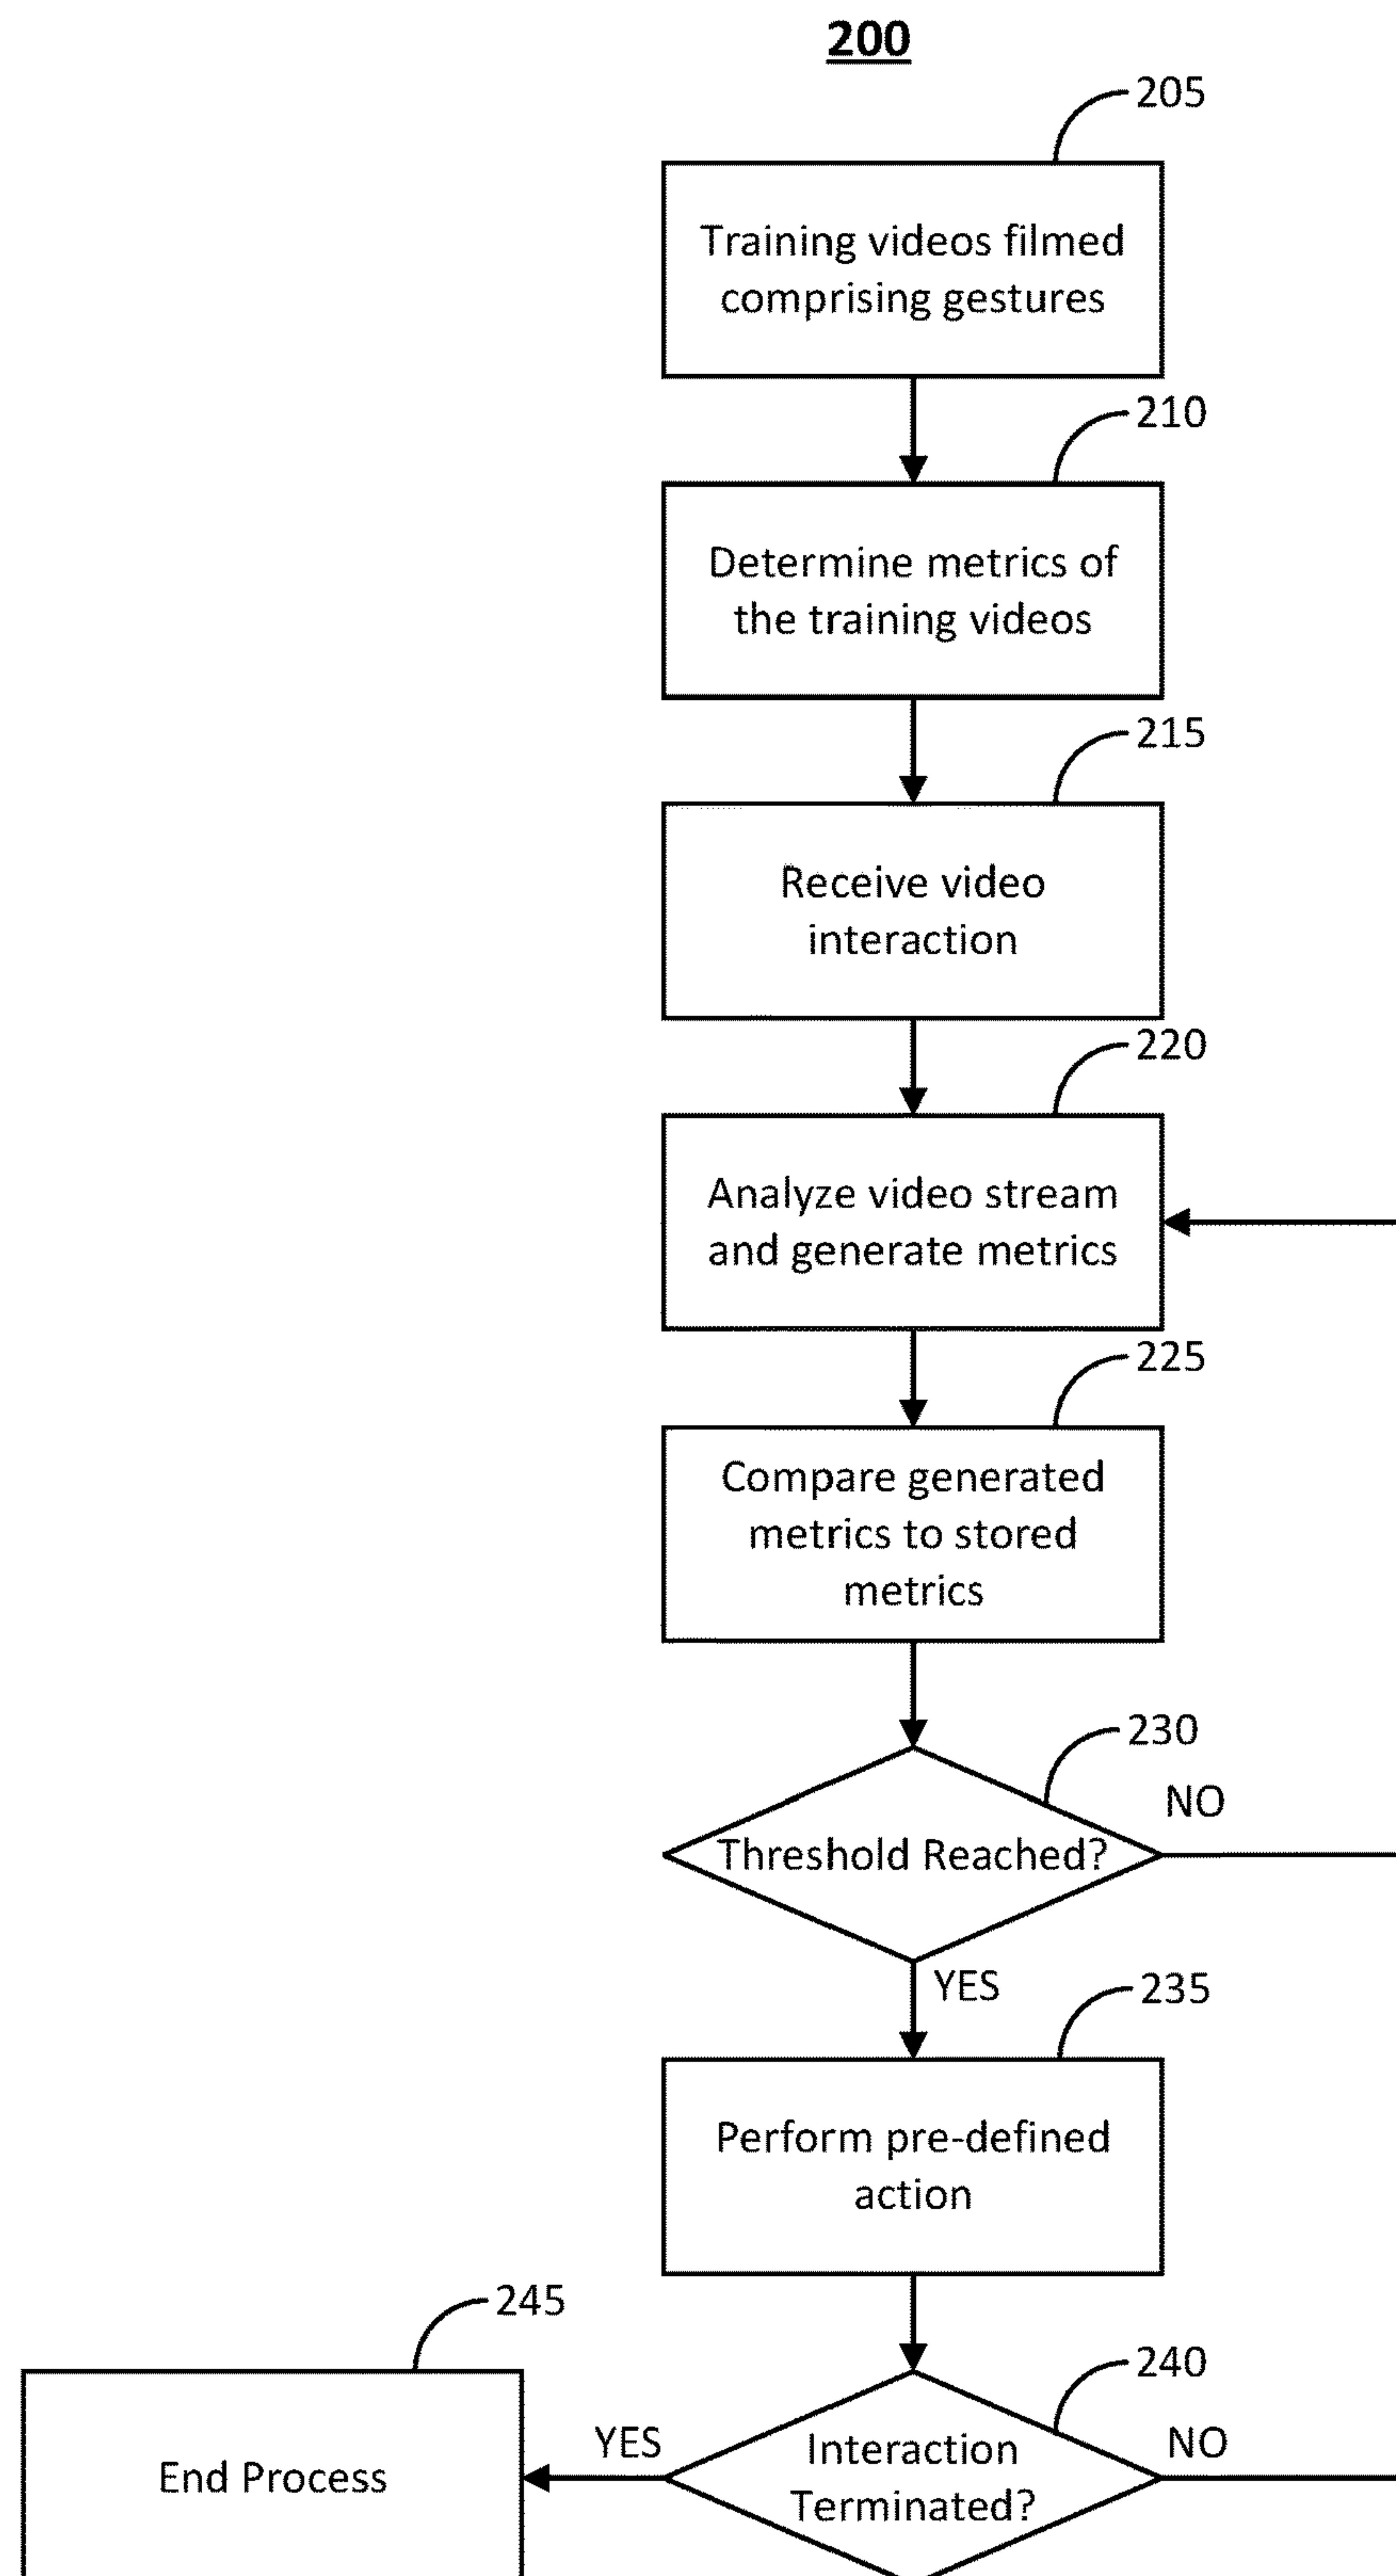 200
205
Training videos filmed
comprising gestures
210
Determine metrics of
the training videos
215
Receive video
interaction
220
Analyze video stream
and generate metrics
225
Compare generated
metrics to stored
metrics
230
NO
Threshold Reached?
YES
235
Perform pre-defined
action
245
240
YES
NO
Interaction
Terminated?
End Process